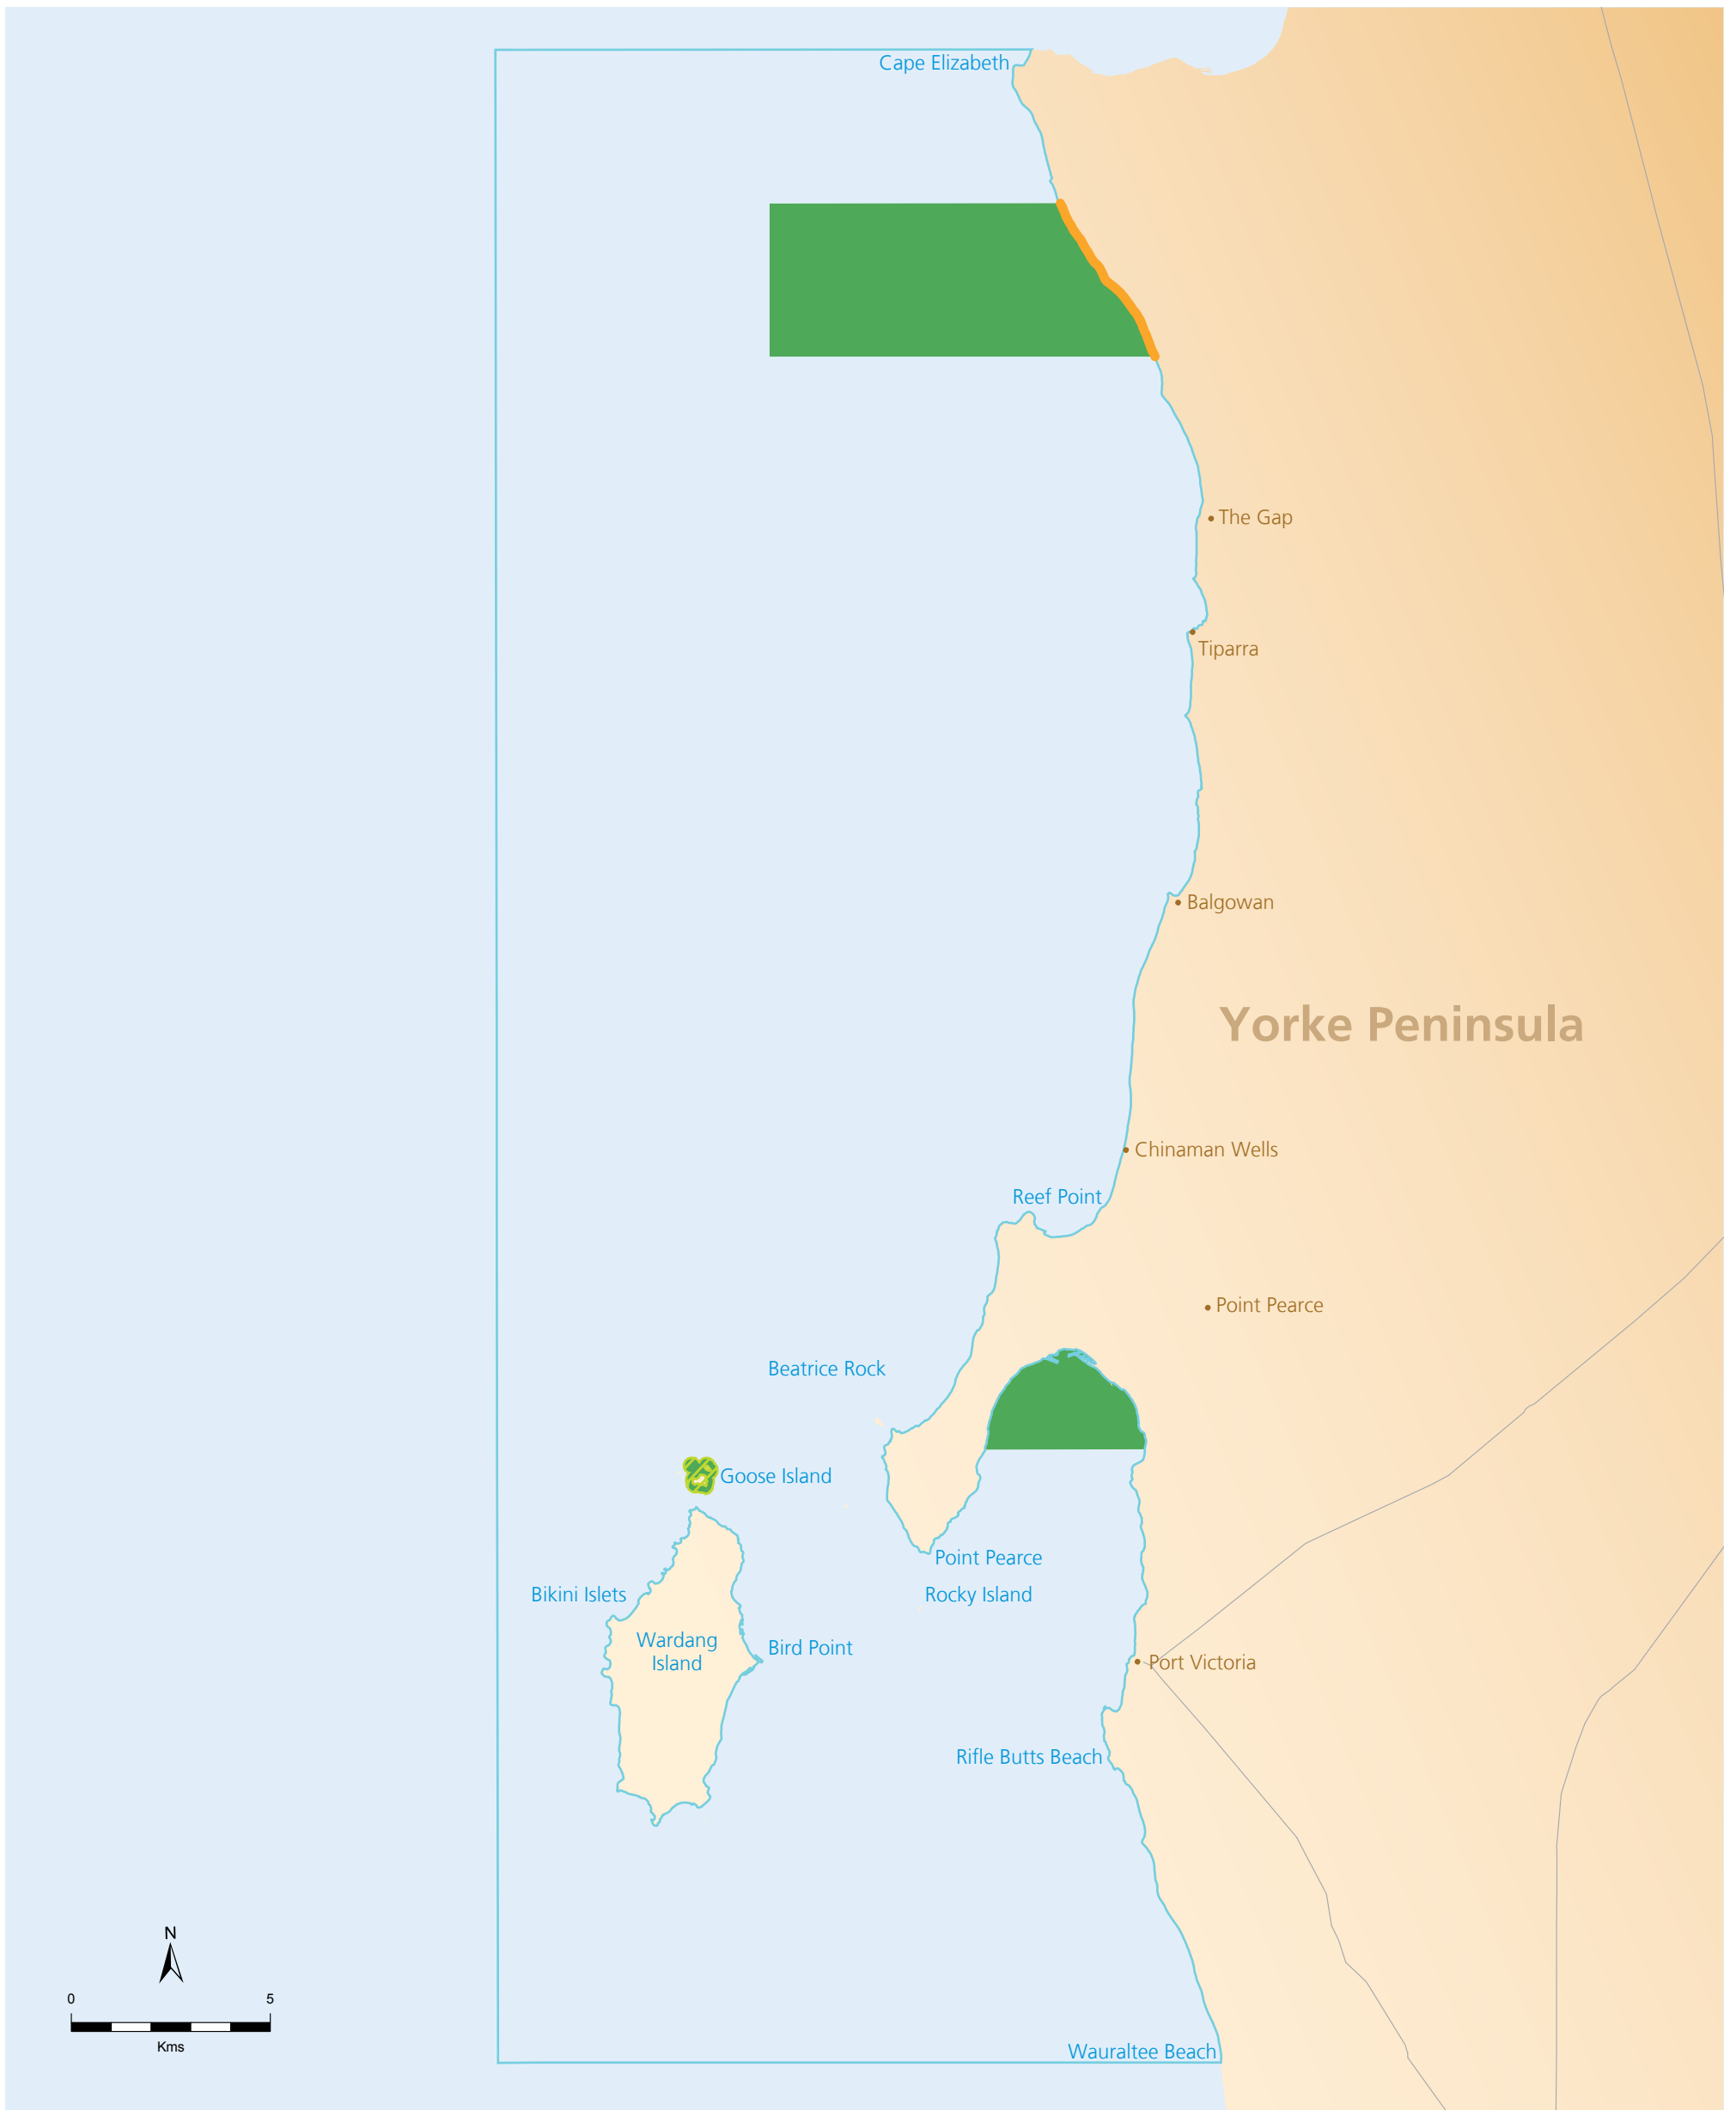 Cape Elizabeth
The Gap
Tiparra
Balgowan
Yorke Peninsula
Chinaman Wells
Reef Point
Point Pearce
Beatrice Rock
Goose Island
Point Pearce
Bikini Islets
Rocky Island
Wardang
Island
Bird Point
Port Victoria
Rifle Butts Beach
N
0 5
Kms
Wauraltee Beach